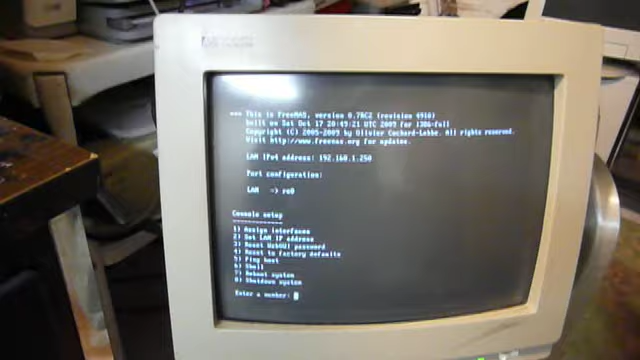 *** This is FreeNAS, version 0.7RC2 (revision 4910)
built on Sat Oct 17 20:49:21 UTC 2009 for i386-full
Copyright (C) 2005-2009 by Olivier Cochard-Labbe. All rights reserved.
Visit http://www.freenas.org for updates.
LAN IPv4 address: 192.168.1.250
Port configuration:
LAN => re0
Console setup
-------------
1) Assign interfaces
2) Set LAN IP address
3) Reset WebGUI password
4) Reset to factory defaults
5) Ping host
6) Shell
7) Reboot system
8) Shutdown system
Enter a number: